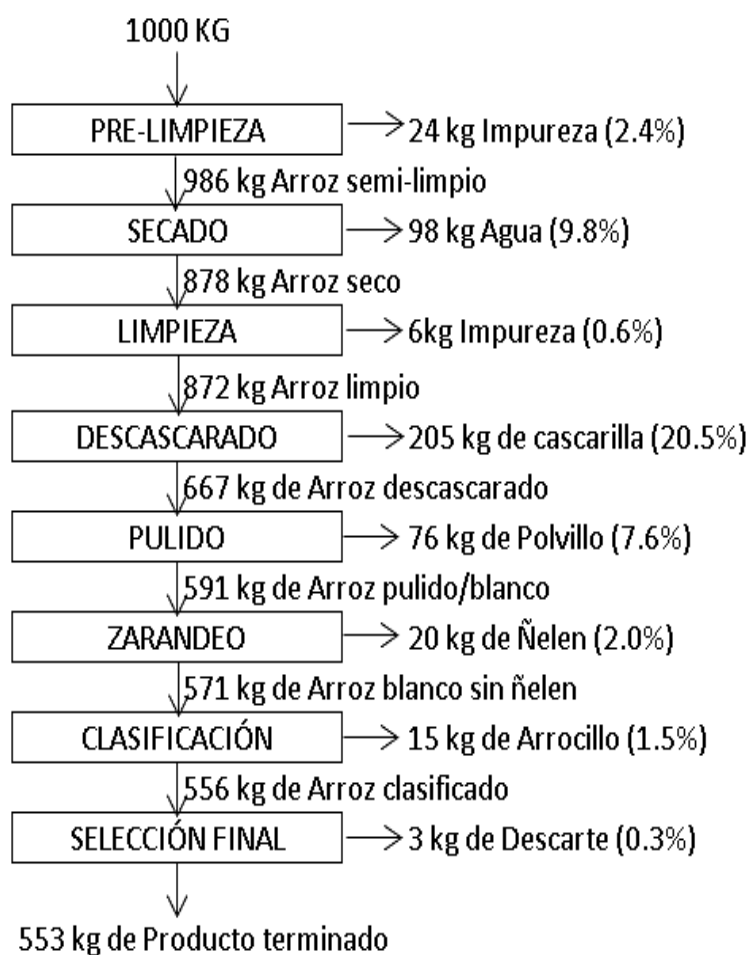 1000 KG
PRE-LIMPIEZA
24 kg Impureza (2.4%)
986 kg Arroz semi-limpio
SECADO
98 kg Agua (9.8%)
878 kg Arroz seco
LIMPIEZA
6kg Impureza (0.6%)
872 kg Arroz limpio
DESCASCARADO
205 kg de cascarilla (20.5%)
667 kg de Arroz descascarado
PULIDO
76 kg de Polvillo (7.6%)
591 kg de Arroz pulido/blanco
ZARANDEO
20 kg de Ñelen (2.0%)
571 kg de Arroz blanco sin ñelen
CLASIFICACIÓN
15 kg de Arrocillo (1.5%)
556 kg de Arroz clasificado
SELECCIÓN FINAL
3 kg de Descarte (0.3%)
553 kg de Producto terminado